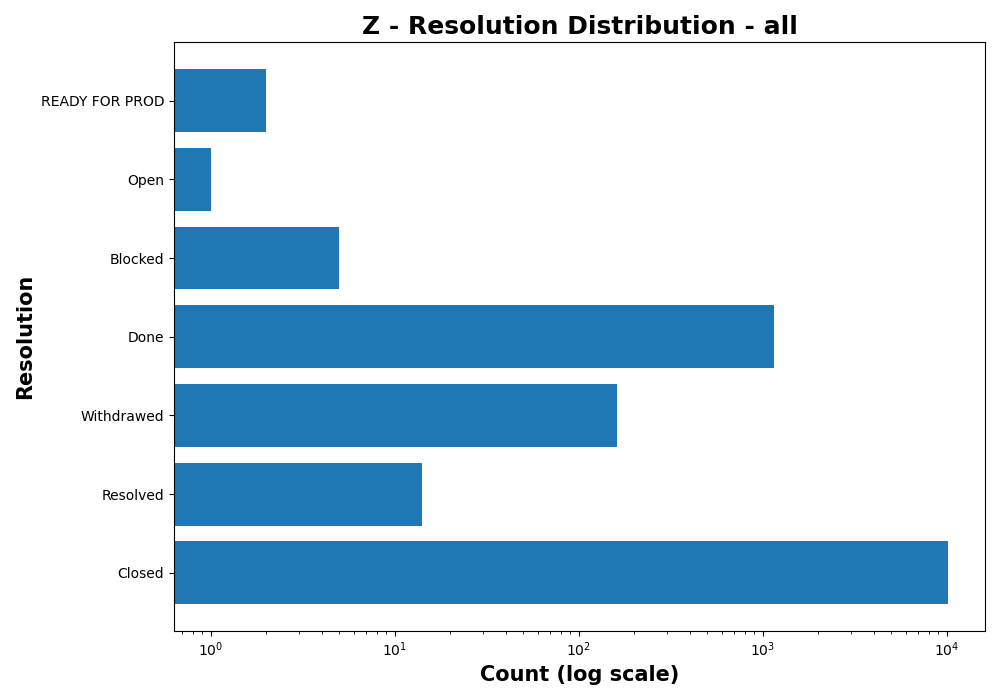 Z - Resolution Distribution - all
READY FOR PROD
Open
Blocked
Done
Withdrawed
Resolved
Closed
Resolution
10⁰ 10¹ 10² 10³ 10⁴
Count (log scale)